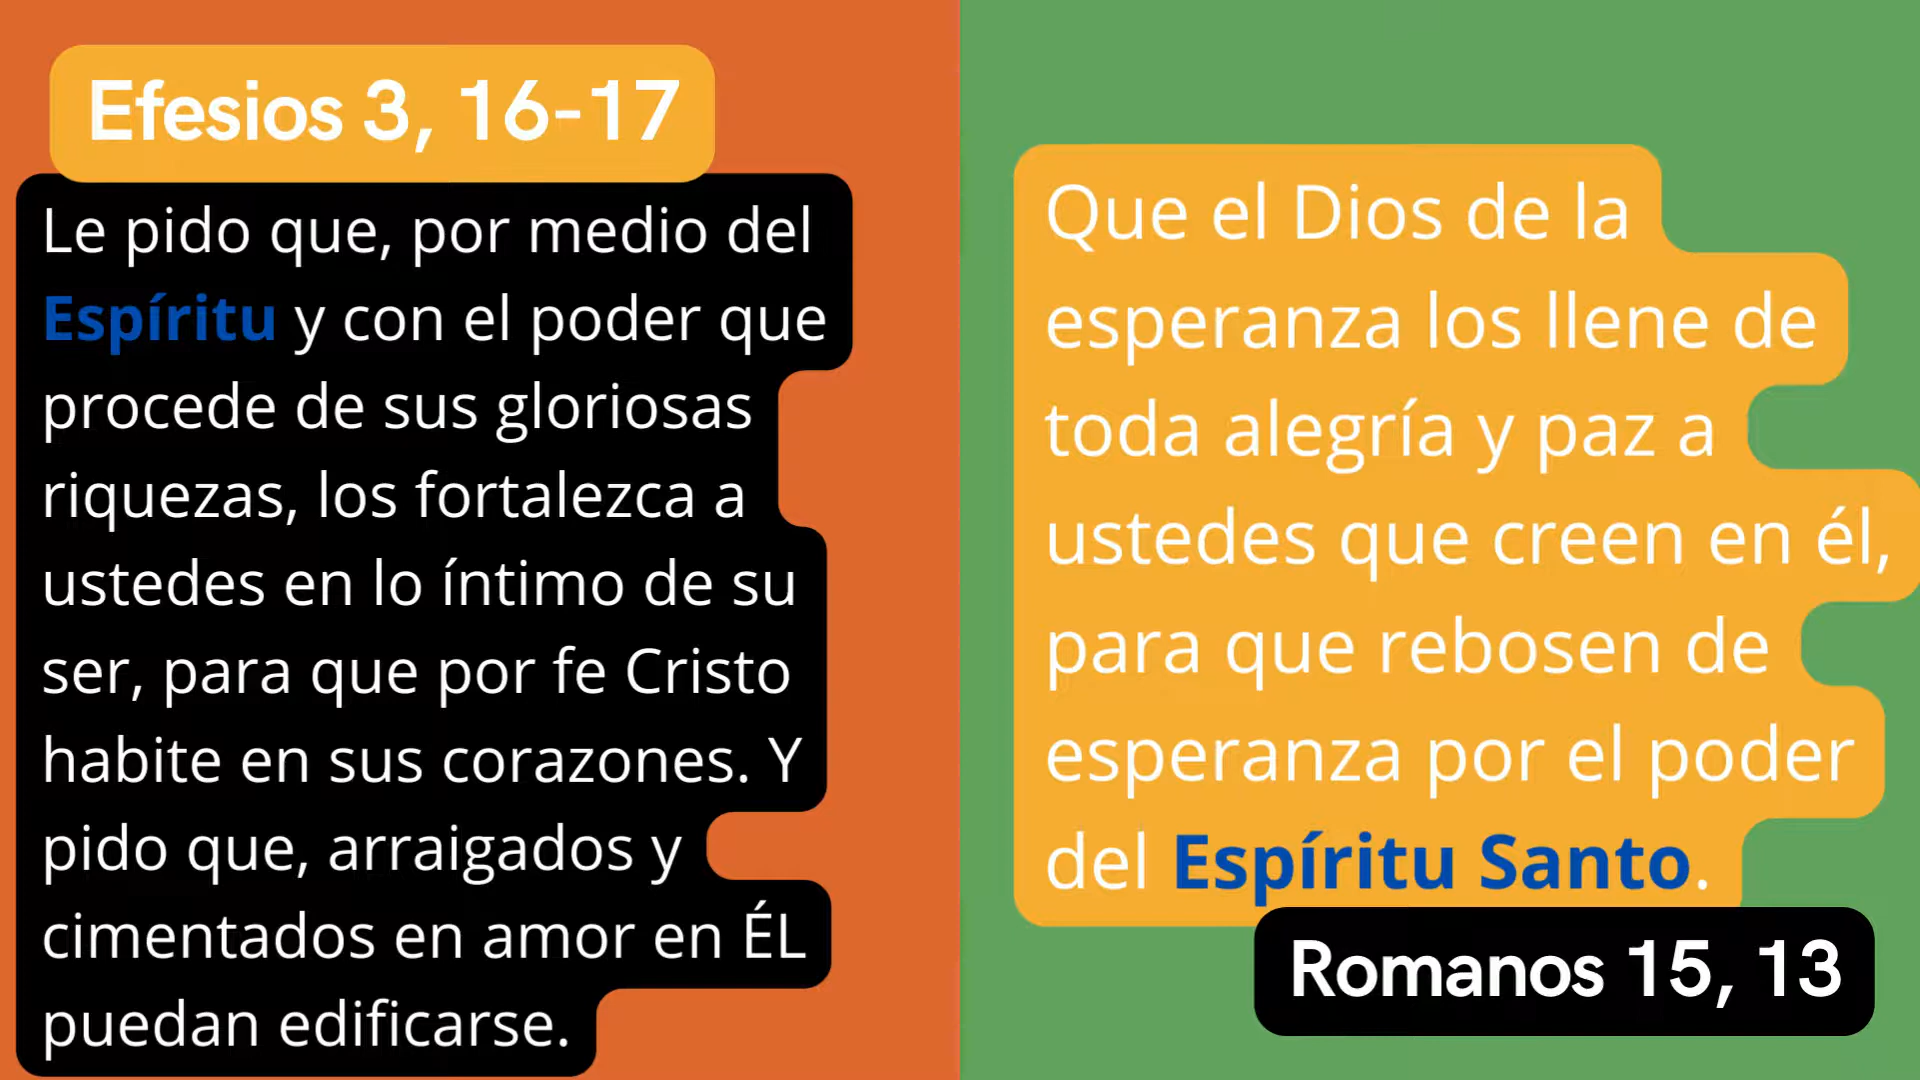 Efesios 3, 16-17
Le pido que, por medio del
Espíritu y con el poder que
procede de sus gloriosas
riquezas, los fortalezca a
ustedes en lo íntimo de su
ser, para que por fe Cristo
habite en sus corazones. Y
pido que, arraigados y
cimentados en amor en ÉL
puedan edificarse.
Que el Dios de la
esperanza los llene de
toda alegría y paz a
ustedes que creen en él,
para que rebosen de
esperanza por el poder
del Espíritu Santo.
Romanos 15, 13